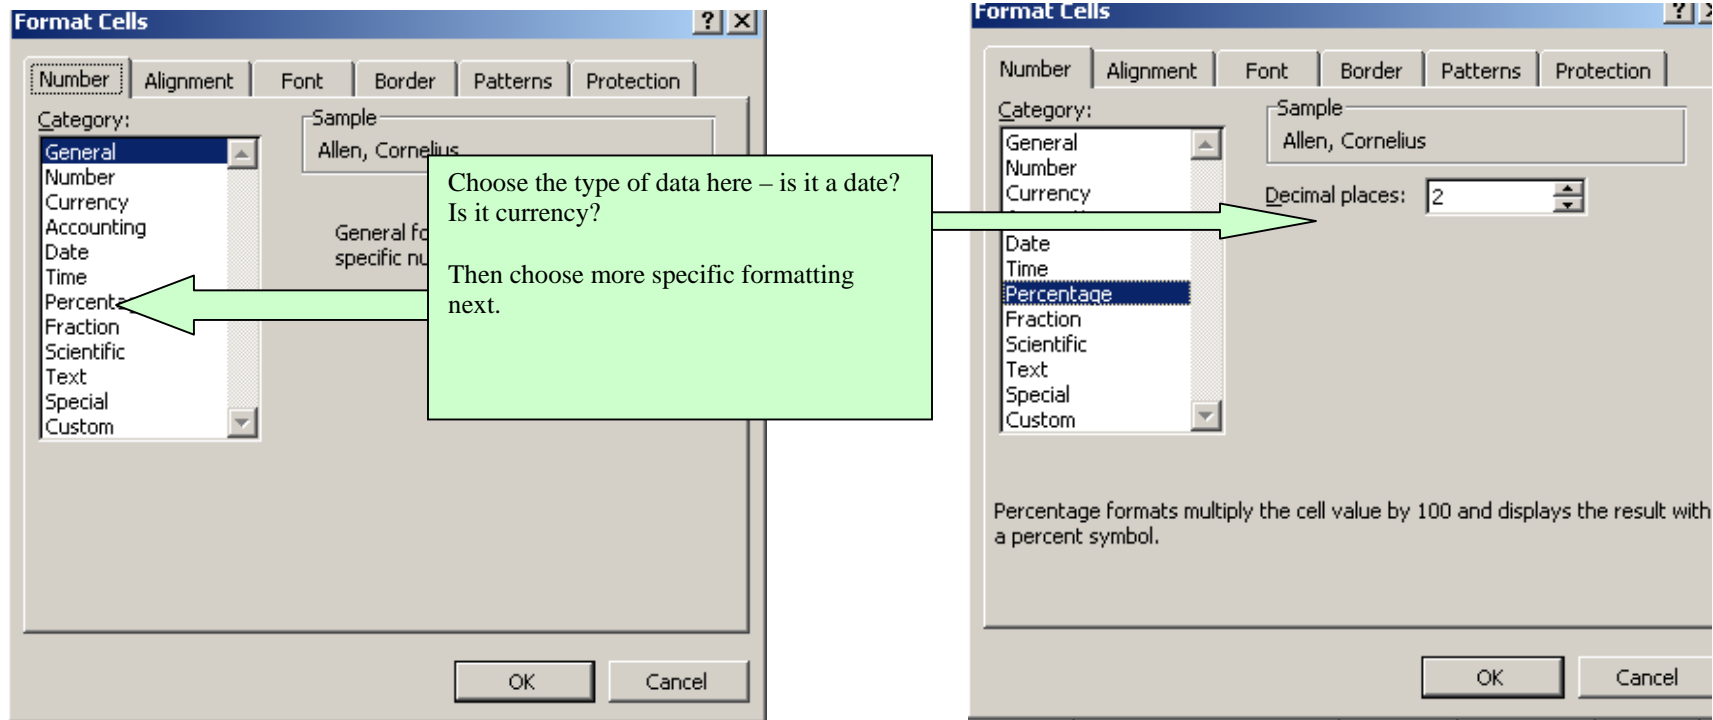 Format Cells
Number Alignment Font Border Patterns Protection
Category:
General
Number
Currency
Accounting
Date
Time
Fraction
Scientific
Text
Special
Custom
Sample
Allen, Cornelius
General
specific
OK Cancel
Choose the type of data here – is it a date?
Is it currency?
Then choose more specific formatting
next.
Format Cells
Number Alignment Font Border Patterns Protection
Category:
General
Number
Currency
Date
Time
Percentage
Fraction
Scientific
Text
Special
Custom
Sample
Allen, Cornelius
Decimal places: 2
Percentage formats multiply the cell value by 100 and displays the result with
a percent symbol.
OK Cancel